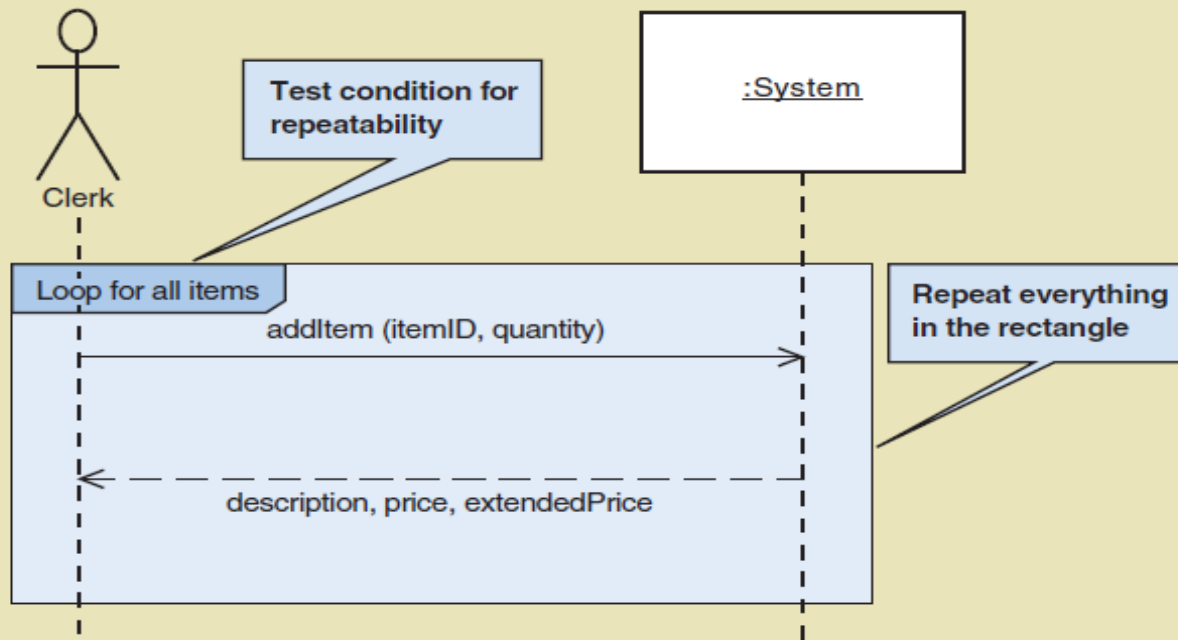 Test condition for
repeatability
:System
Clerk
Loop for all items
addItem (itemID, quantity)
Repeat everything
in the rectangle
description, price, extendedPrice